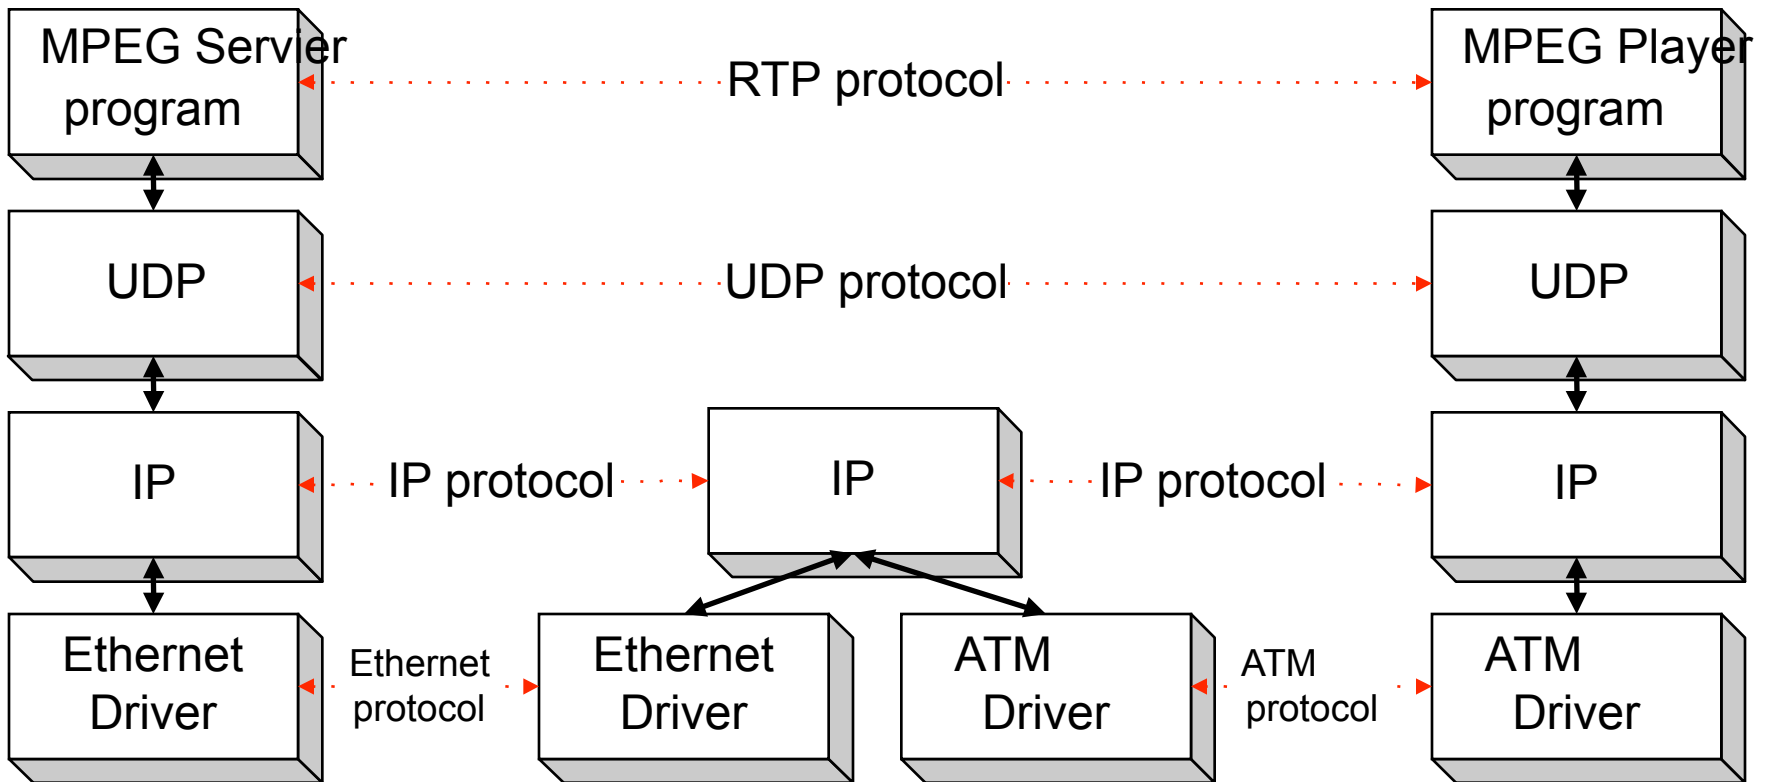 MPEG Servier
program
RTP protocol
MPEG Player
program
UDP
UDP protocol
UDP
IP
IP protocol
IP
IP protocol
IP
Ethernet
Driver
Ethernet
protocol
Ethernet
Driver
ATM
Driver
ATM
protocol
ATM
Driver